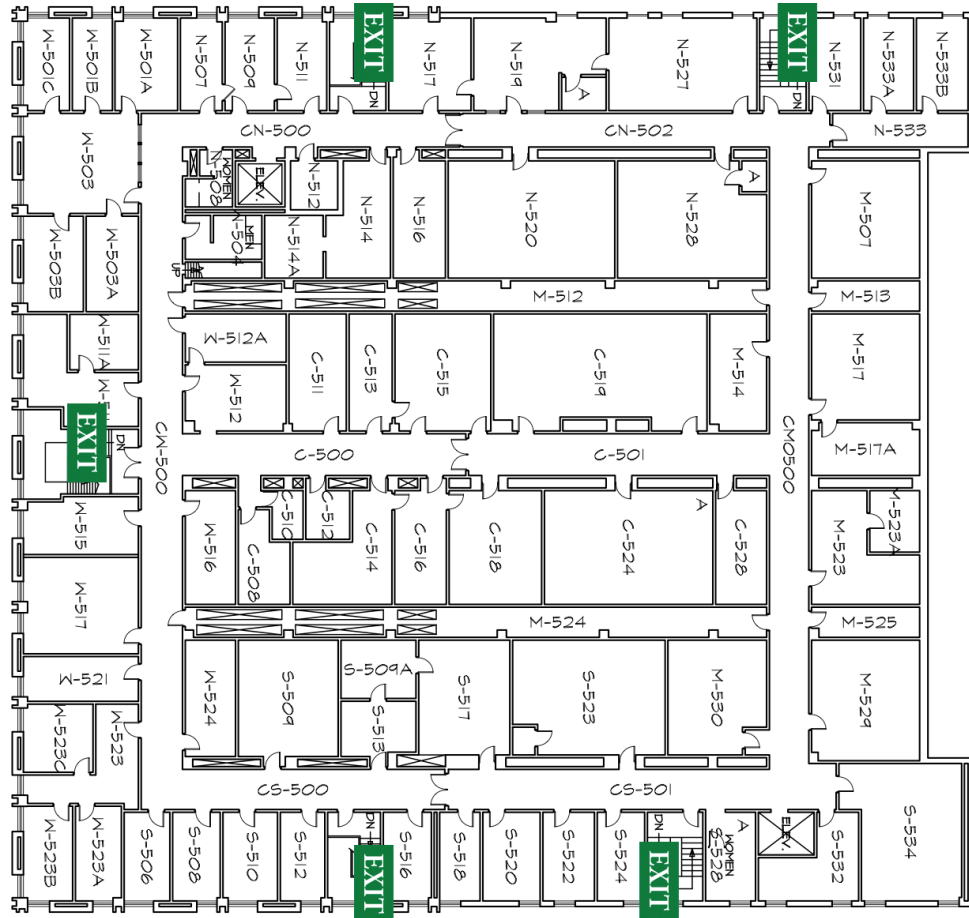 W-501C
W-501B
W-501A
N-507
N-509
N-511
EXIT
DN
N-517
N-519
A
N-527
EXIT
DN
N-531
N-533A
N-533B
CN-500
CN-502
N-533
W-503
WOMEN
N-508
ELEV.
N-512
N-514
N-516
N-520
N-528
A
M-507
W-503B
W-503A
MEN
N-504
N-514A
UP
M-512
M-513
W-511A
W-512A
C-511
C-513
C-515
C-519
M-514
M-517
W-512
EXIT
DN
CW-500
C-500
C-501
CM0500
M-517A
W-515
W-516
C-508
C-510
C-512
C-514
C-516
C-518
C-524
A
C-528
M-523
M-523A
W-517
M-524
M-525
W-521
W-524
S-509
S-509A
S-513
S-517
S-523
M-530
M-529
W-523C
W-523
CS-500
CS-501
W-523B
W-523A
S-506
S-508
S-510
S-512
DN
EXIT
S-516
S-518
S-520
S-522
S-524
DN
EXIT
A
WOMEN
S-528
ELEV.
S-532
S-534